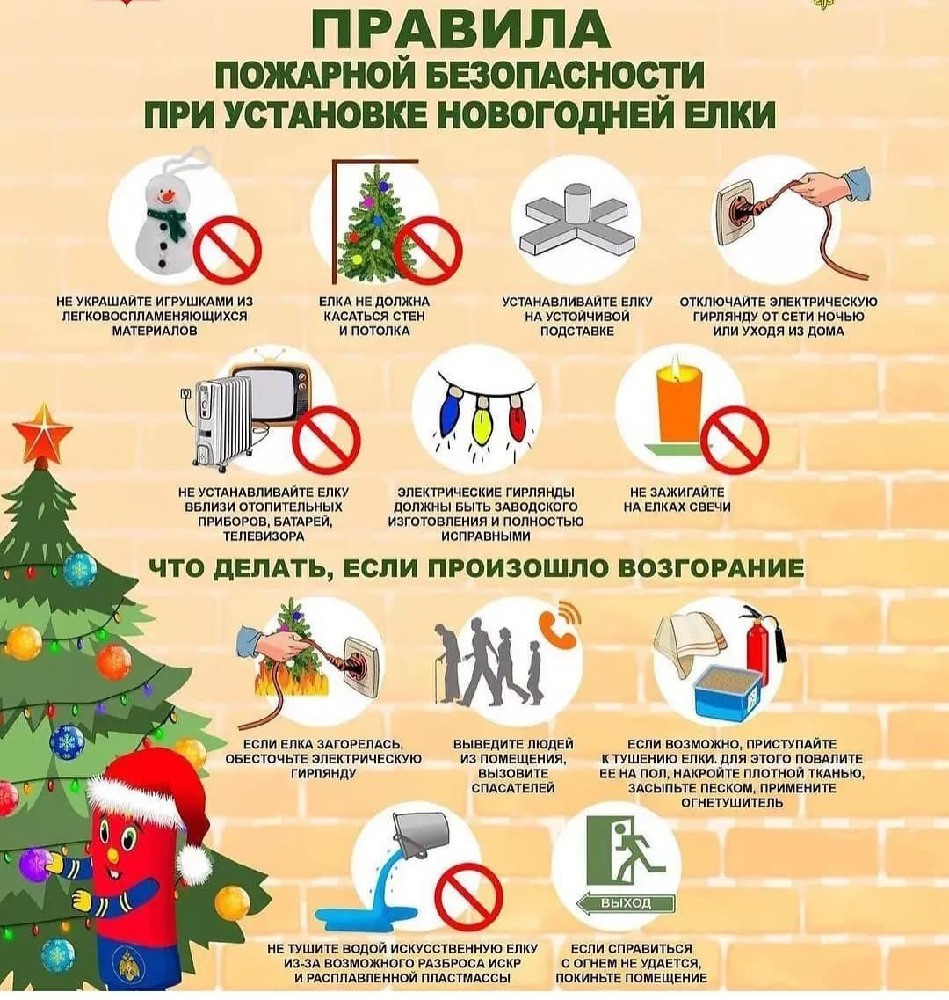 ПРАВИЛА
ПОЖАРНОЙ БЕЗОПАСНОСТИ
ПРИ УСТАНОВКЕ НОВОГОДНЕЙ ЕЛКИ
НЕ УКРАШАЙТЕ ИГРУШКАМИ ИЗ
ЛЕГКОВОСПЛАМЕНЯЮЩИХСЯ
МАТЕРИАЛОВ
ЕЛКА НЕ ДОЛЖНА
КАСАТЬСЯ СТЕН
И ПОТОЛКА
УСТАНАВЛИВАЙТЕ ЕЛКУ
НА УСТОЙЧИВОЙ
ПОДСТАВКЕ
ОТКЛЮЧАЙТЕ ЭЛЕКТРИЧЕСКУЮ
ГИРЛЯНДУ ОТ СЕТИ НОЧЬЮ
ИЛИ УХОДЯ ИЗ ДОМА
НЕ УСТАНАВЛИВАЙТЕ ЕЛКУ
ВБЛИЗИ ОТОПИТЕЛЬНЫХ
ПРИБОРОВ, БАТАРЕЙ,
ТЕЛЕВИЗОРА
ЭЛЕКТРИЧЕСКИЕ ГИРЛЯНДЫ
ДОЛЖНЫ БЫТЬ ЗАВОДСКОГО
ИЗГОТОВЛЕНИЯ И ПОЛНОСТЬЮ
ИСПРАВНЫМИ
НЕ ЗАЖИГАЙТЕ
НА ЕЛКАХ СВЕЧИ
ЧТО ДЕЛАТЬ, ЕСЛИ ПРОИЗОШЛО ВОЗГОРАНИЕ
ЕСЛИ ЕЛКА ЗАГОРЕЛАСЬ,
ОБЕСТОЧЬТЕ ЭЛЕКТРИЧЕСКУЮ
ГИРЛЯНДУ
ВЫВЕДИТЕ ЛЮДЕЙ
ИЗ ПОМЕЩЕНИЯ,
ВЫЗОВИТЕ
СПАСАТЕЛЕЙ
ЕСЛИ ВОЗМОЖНО, ПРИСТУПАЙТЕ
К ТУШЕНИЮ ЕЛКИ. ДЛЯ ЭТОГО ПОВАЛИТЕ
ЕЕ НА ПОЛ, НАКРОЙТЕ ПЛОТНОЙ ТКАНЬЮ,
ЗАСЫПЬТЕ ПЕСКОМ, ПРИМЕНИТЕ
ОГНЕТУШИТЕЛЬ
ВЫХОД
НЕ ТУШИТЕ ВОДОЙ ИСКУССТВЕННУЮ ЕЛКУ
ИЗ-ЗА ВОЗМОЖНОГО РАЗБРОСА ИСКР
И РАСПЛАВЛЕННОЙ ПЛАСТМАССЫ
ЕСЛИ СПРАВИТЬСЯ
С ОГНЕМ НЕ УДАЕТСЯ,
ПОКИНЬТЕ ПОМЕЩЕНИЕ